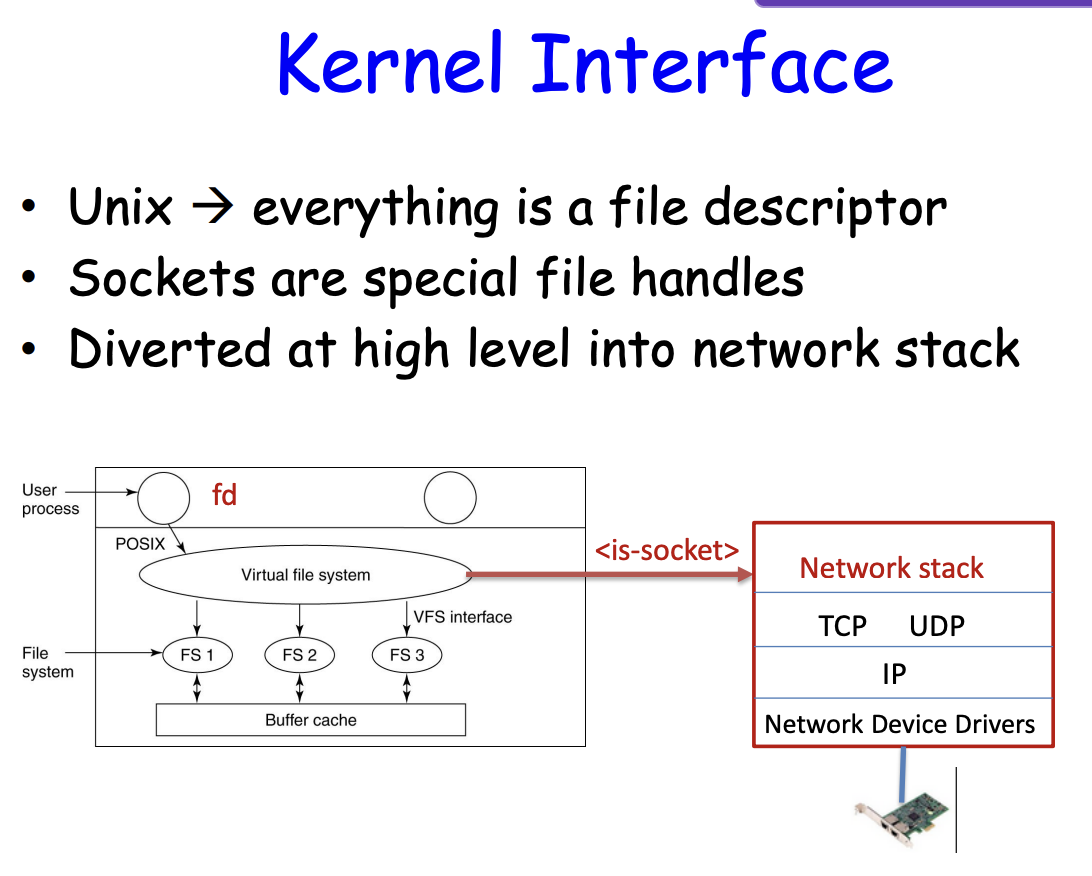 Kernel Interface
• Unix → everything is a file descriptor
• Sockets are special file handles
• Diverted at high level into network stack
User
process
fd
POSIX
Virtual file system
<is-socket>
VFS interface
File
system
FS 1
FS 2
FS 3
Buffer cache
Network stack
TCP UDP
IP
Network Device Drivers